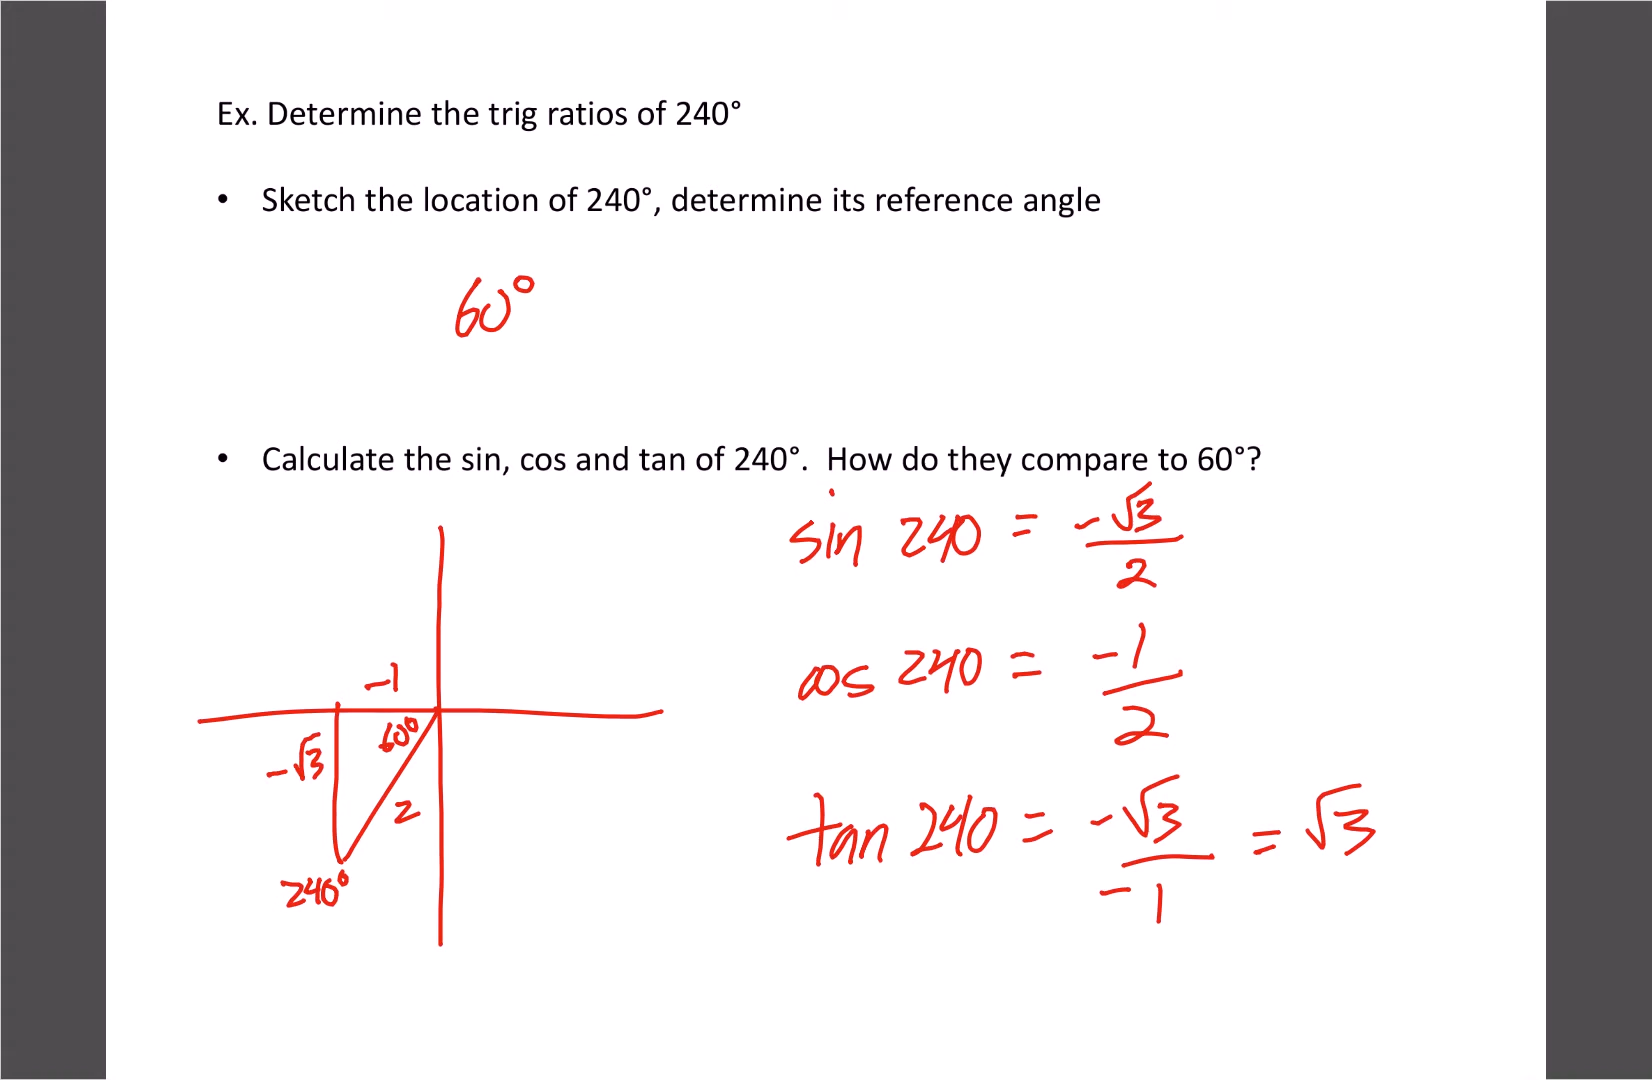 Ex. Determine the trig ratios of 240°
• Sketch the location of 240°, determine its reference angle
60°
• Calculate the sin, cos and tan of 240°.  How do they compare to 60°?
sin 240 = -√3/2
cos 240 = -1/2
tan 240 = -√3/-1 = √3
-1
60°
-√3
2
240°